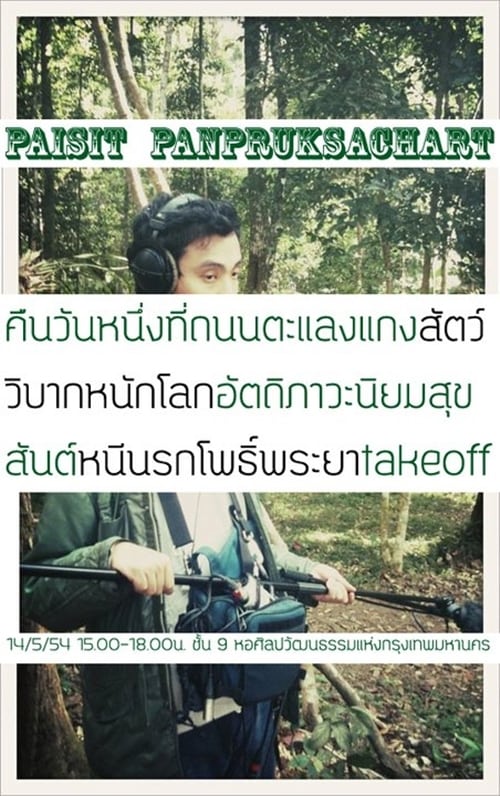 PAISIT PANPRUKSACHART
คืนวันหนึ่งที่ถนนตะแลงแกงสัตว์
วิบากหนักโลกอัตถิภาวะนิยมสุข
สันต์หนีนรกโพธิ์พระยาtakeoff
14/5/54 15.00-18.00น. ชั้น 9 หอศิลปวัฒนธรรมแห่งกรุงเทพมหานคร